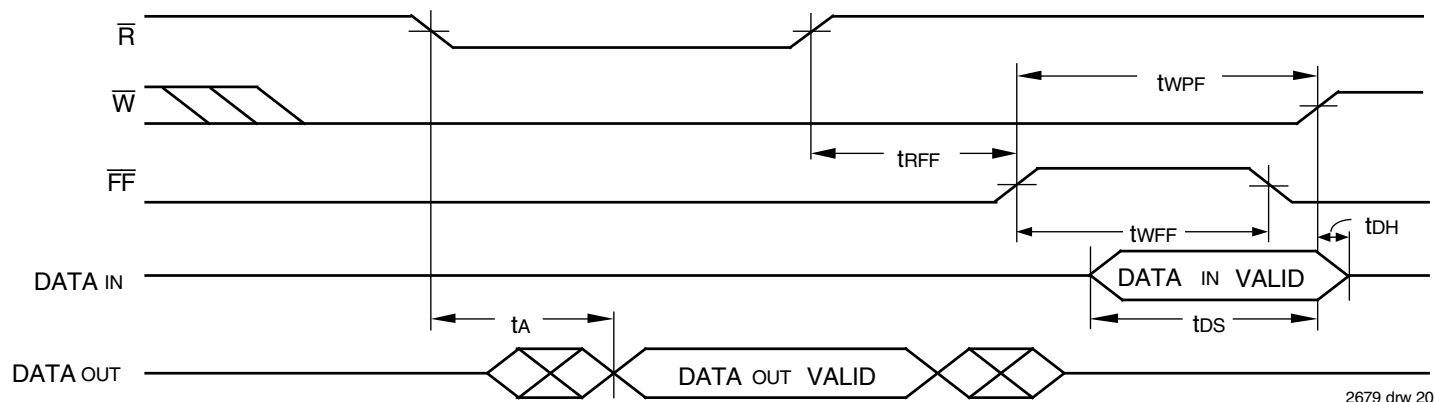 R̅
tWPF
W̅
tRFF
F̅F̅
tDH
tWFF
DATA IN
DATA IN VALID
tA
tDS
DATA OUT
DATA OUT VALID
2679 drw 20